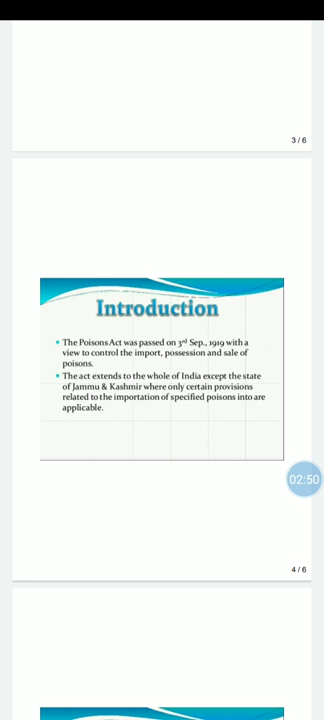 3 / 6
Introduction
The Poisons Act was passed on 3rd Sep., 1919 with a
view to control the import, possession and sale of
poisons.
The act extends to the whole of India except the state
of Jammu & Kashmir where only certain provisions
related to the importation of specified poisons into are
applicable.
02:50
4 / 6